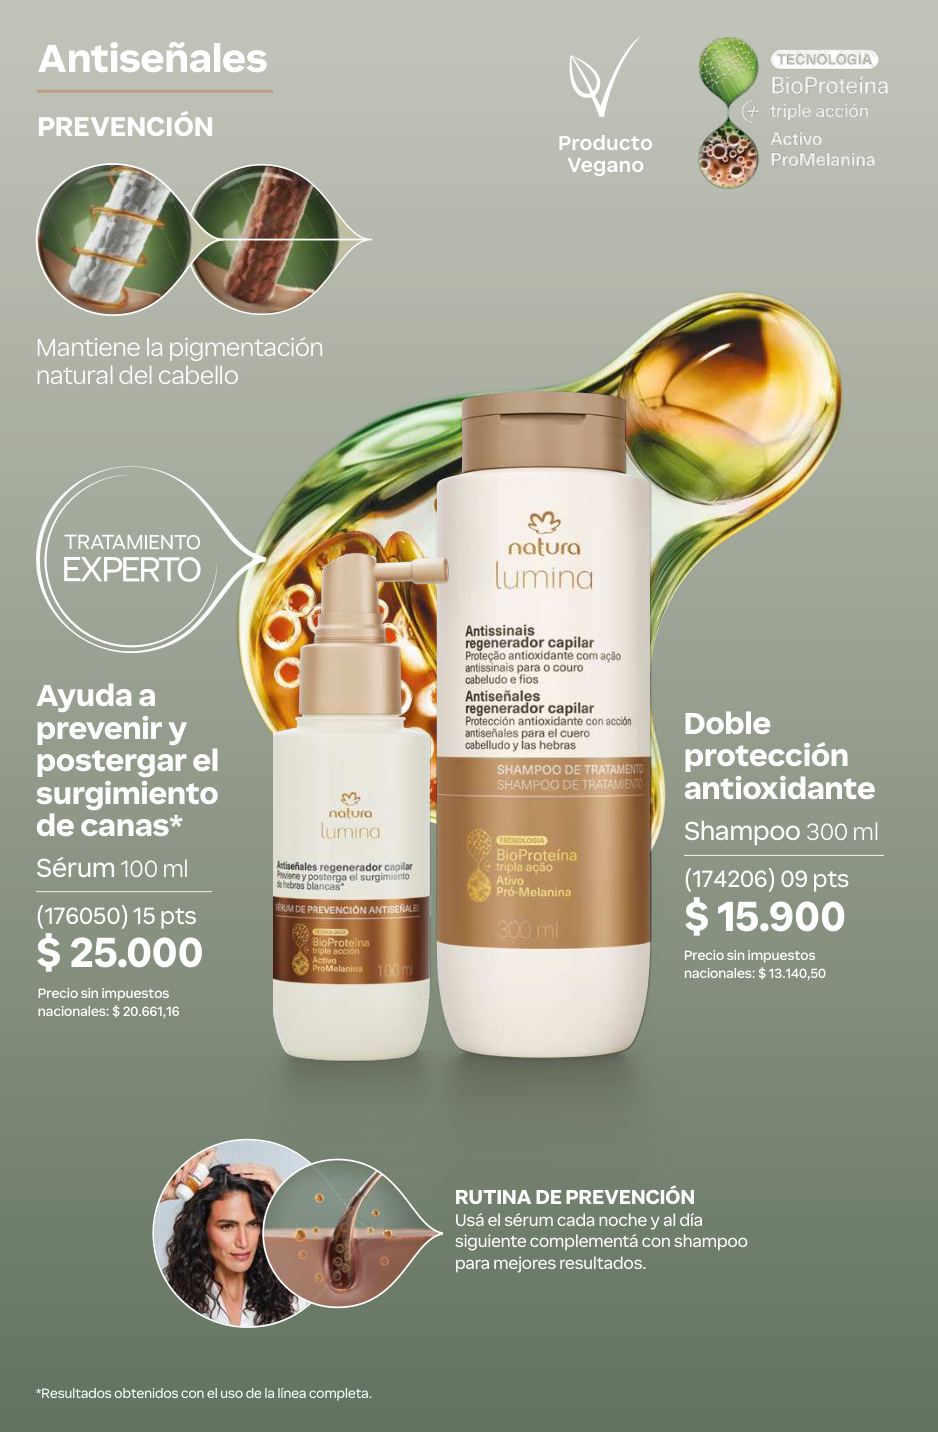 Antiseñales
PREVENCIÓN
Producto
Vegano
TECNOLOGÍA
BioProteína
+ triple acción
Activo
ProMelanina
Mantiene la pigmentación
natural del cabello
TRATAMIENTO
EXPERTO
Ayuda a
prevenir y
postergar el
surgimiento
de canas*
Sérum 100 ml
(176050) 15 pts
$ 25.000
Precio sin impuestos
nacionales: $ 20.661,16
natura
lumina
Antiseñales regenerador capilar
Previene y posterga el surgimiento
de hebras blancas*
SÉRUM DE PREVENCIÓN ANTISEÑALES
TECNOLOGÍA
BioProteína
triple acción
Activo
ProMelanina
100 ml
natura
lumina
Antissinais
regenerador capilar
Proteção antioxidante com ação
antissinais para o couro
cabeludo e fios
Antiseñales
regenerador capilar
Protección antioxidante con acción
antiseñales para el cuero
cabelludo y las hebras
SHAMPOO DE TRATAMENTO
SHAMPOO DE TRATAMIENTO
TECNOLOGIA
BioProteína
+ tripla ação
Ativo
Pró-Melanina
300 ml
Doble
protección
antioxidante
Shampoo 300 ml
(174206) 09 pts
$ 15.900
Precio sin impuestos
nacionales: $ 13.140,50
RUTINA DE PREVENCIÓN
Usá el sérum cada noche y al día
siguiente complementá con shampoo
para mejores resultados.
*Resultados obtenidos con el uso de la línea completa.